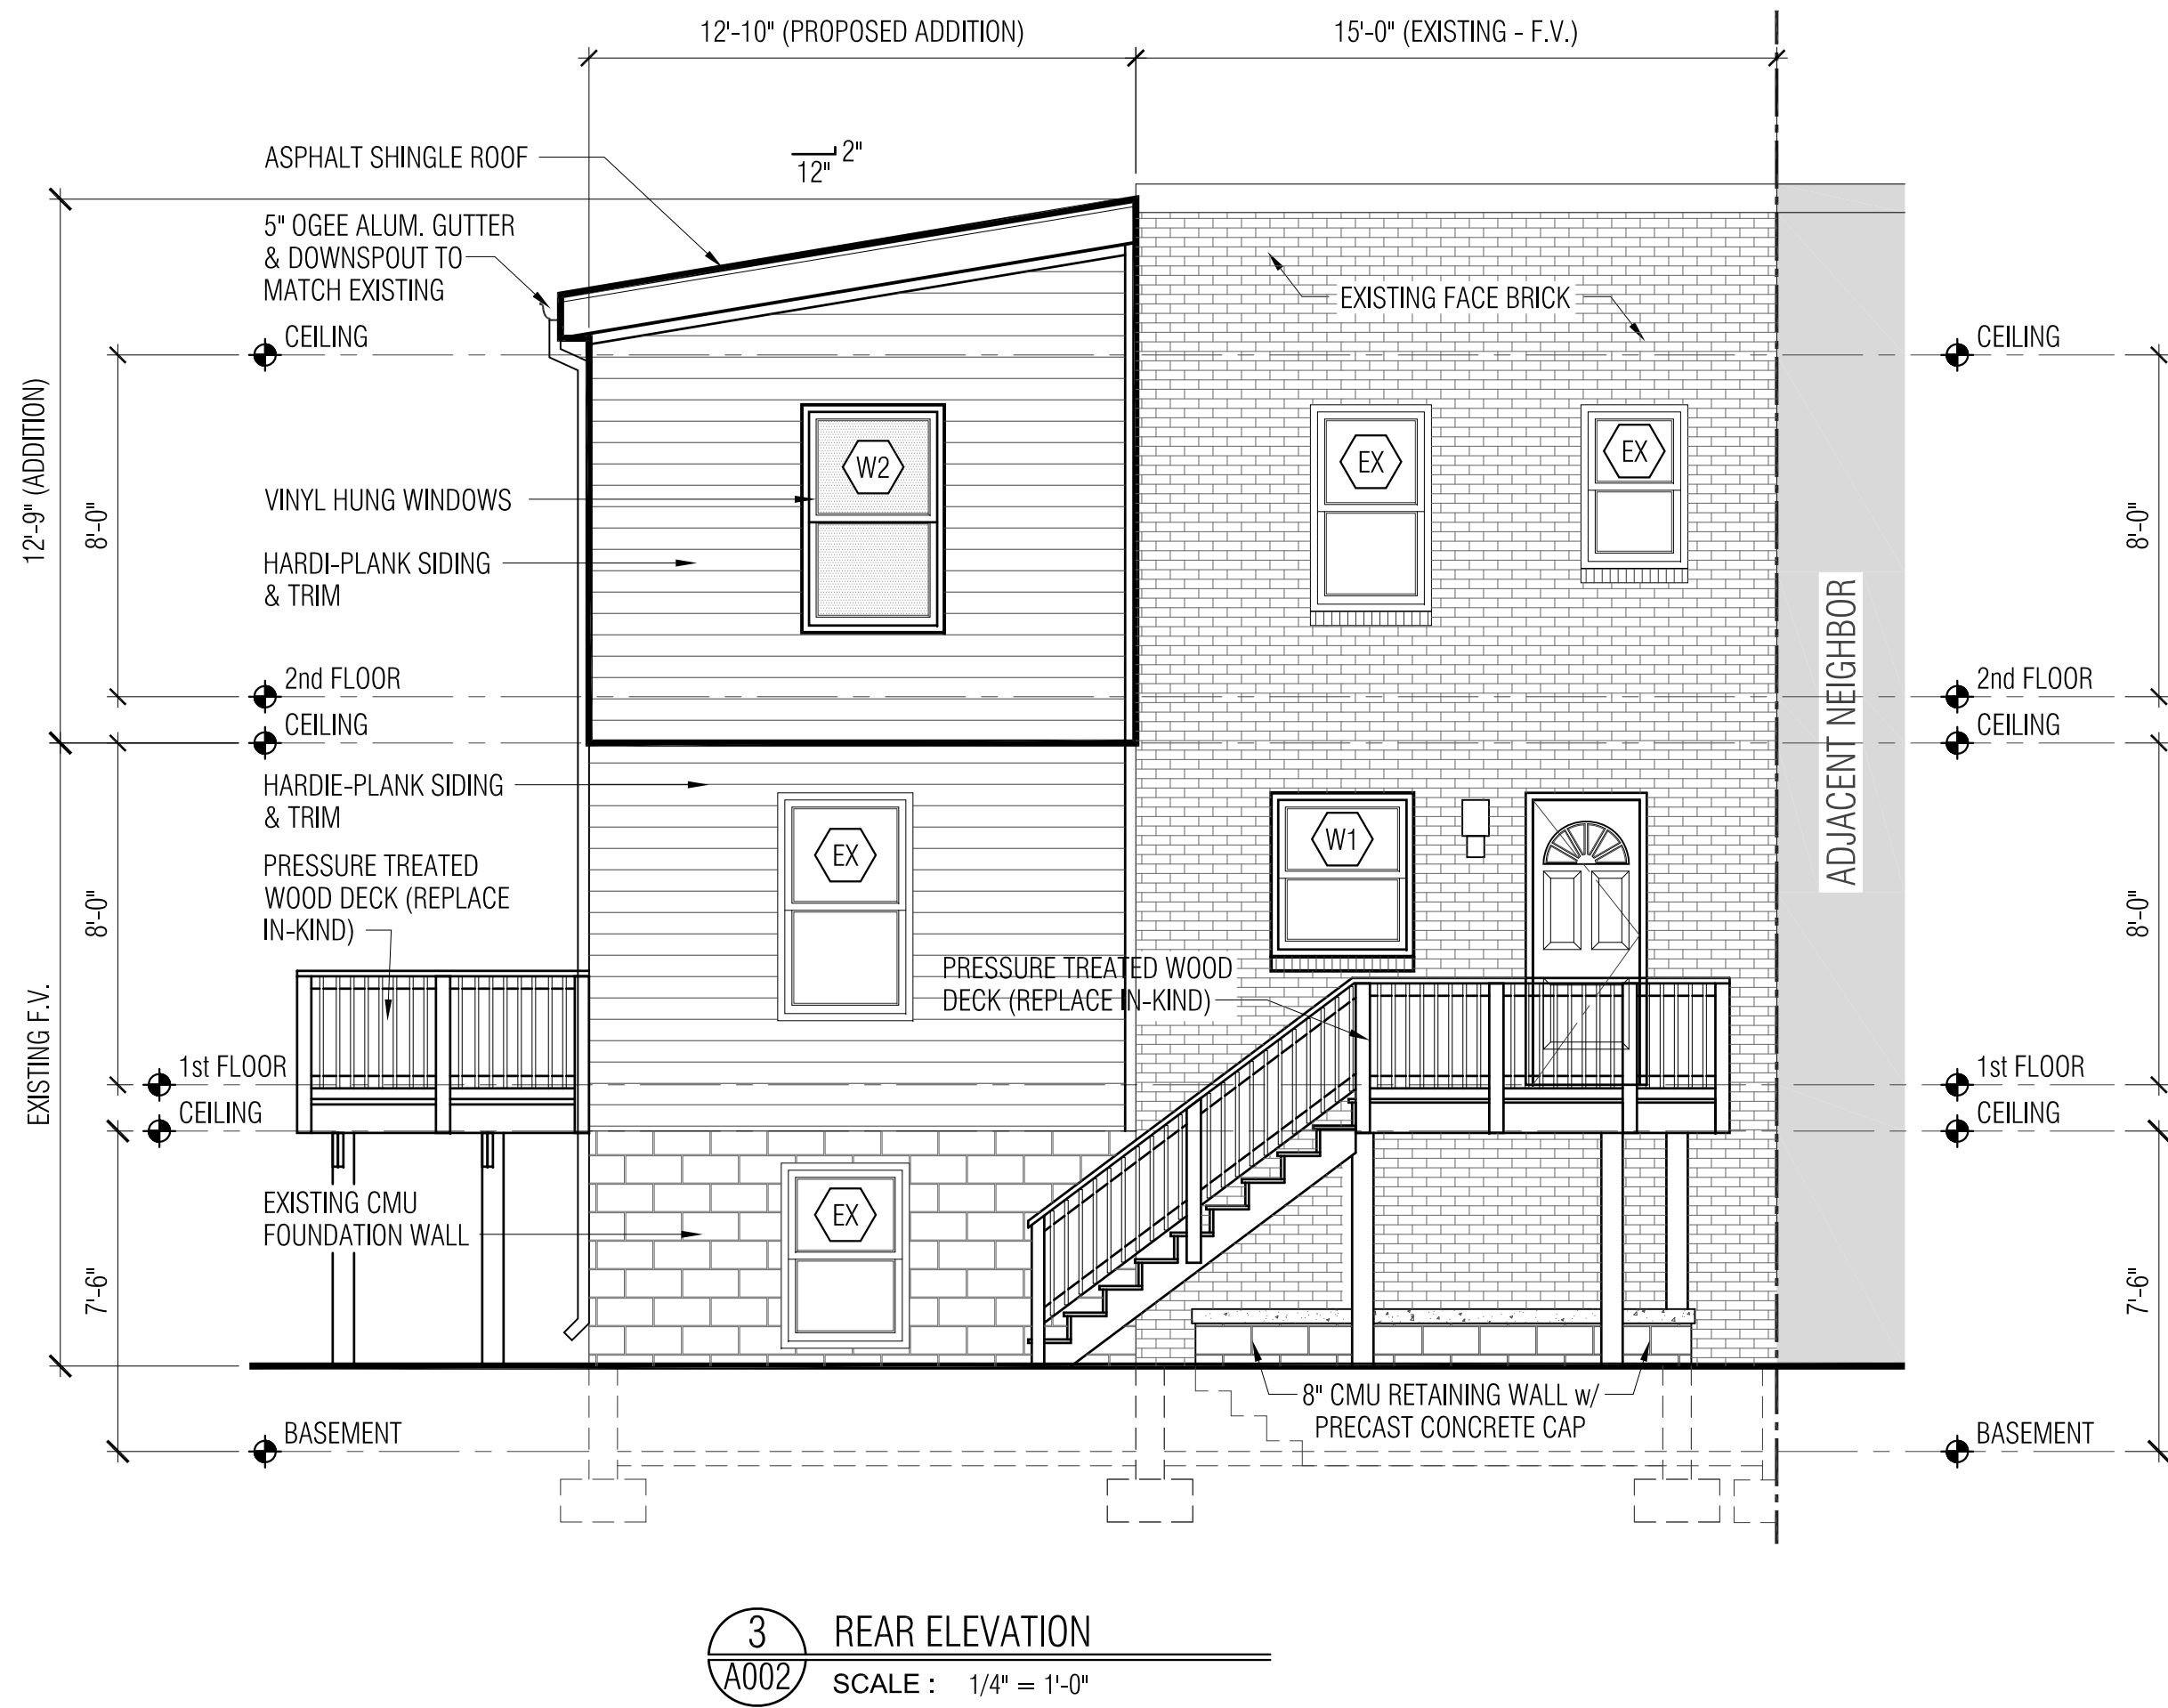 12'-10" (PROPOSED ADDITION)
15'-0" (EXISTING - F.V.)
ASPHALT SHINGLE ROOF
2"
12"
5" OGEE ALUM. GUTTER
& DOWNSPOUT TO
MATCH EXISTING
EXISTING FACE BRICK
CEILING
CEILING
12'-9" (ADDITION)
8'-0"
8'-0"
W2
EX
EX
VINYL HUNG WINDOWS
HARDI-PLANK SIDING
& TRIM
ADJACENT NEIGHBOR
2nd FLOOR
2nd FLOOR
CEILING
CEILING
HARDIE-PLANK SIDING
& TRIM
EX
W1
PRESSURE TREATED
WOOD DECK (REPLACE
IN-KIND)
8'-0"
8'-0"
PRESSURE TREATED WOOD
DECK (REPLACE IN-KIND)
EXISTING F.V.
1st FLOOR
1st FLOOR
CEILING
CEILING
EXISTING CMU
FOUNDATION WALL
EX
7'-6"
7'-6"
8" CMU RETAINING WALL w/
PRECAST CONCRETE CAP
BASEMENT
BASEMENT
3
A002
REAR ELEVATION
SCALE : 1/4" = 1'-0"